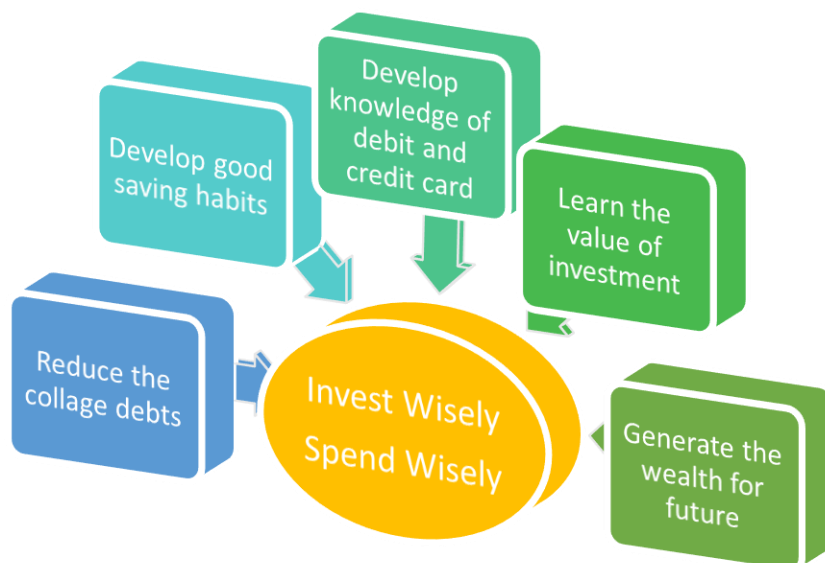 Develop
knowledge of
debit and
credit card
Develop good
saving habits
Learn the
value of
investment
Reduce the
collage debts
Invest Wisely
Spend Wisely
Generate the
wealth for
future